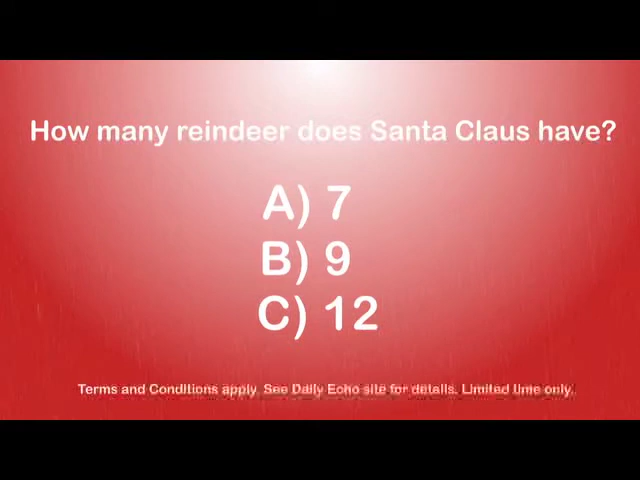 How many reindeer does Santa Claus have?
A) 7
B) 9
C) 12
Terms and Conditions apply. See Daily Echo site for details. Limited time only.